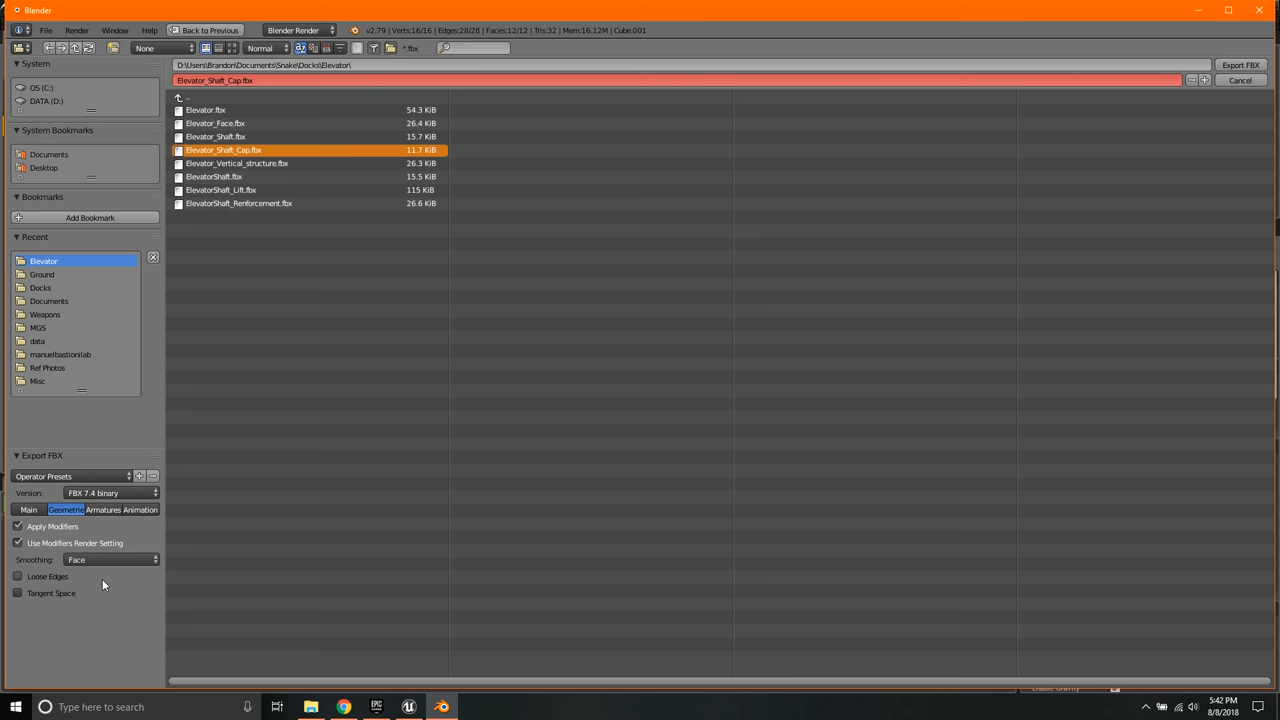 Blender
File Render Window Help Back to Previous Blender Render v2.79 | Verts:16/16 | Edges:28/28 | Faces:12/12 | Tris:32 | Mem:16.12M | Cube.001
None Normal *.fbx
System
OS (C:)
DATA (D:)
System Bookmarks
Documents
Desktop
Bookmarks
Add Bookmark
Recent
Elevator
Ground
Docks
Documents
Weapons
MGS
data
manuelbastionilab
Ref Photos
Misc
Export FBX
Operator Presets
Version: FBX 7.4 binary
Main Geometrie Armatures Animation
Apply Modifiers
Use Modifiers Render Setting
Smoothing: Face
Loose Edges
Tangent Space
D:\Users\Brandon\Documents\Snake\Docks\Elevator\ Export FBX
Elevator_Shaft_Cap.fbx Cancel
..
Elevator.fbx 54.3 KiB
Elevator_Face.fbx 26.4 KiB
Elevator_Shaft.fbx 15.7 KiB
Elevator_Shaft_Cap.fbx 11.7 KiB
Elevator_Vertical_structure.fbx 26.3 KiB
ElevatorShaft.fbx 15.5 KiB
ElevatorShaft_Lift.fbx 115 KiB
ElevatorShaft_Renforcement.fbx 26.6 KiB
Enable Gravity
Type here to search
EPIC
5:42 PM
8/8/2018